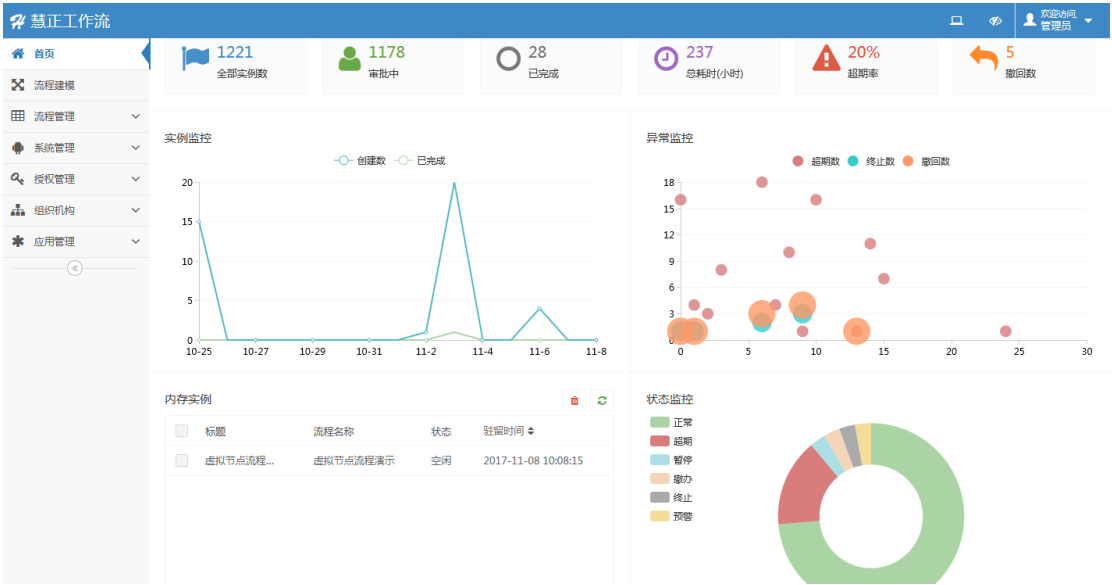 慧正工作流
欢迎访问,
管理员
首页
流程建模
流程管理
系统管理
授权管理
组织机构
应用管理
1221
全部实例数
1178
审批中
28
已完成
237
总耗时(小时)
20%
超期率
5
撤回数
实例监控
创建数 已完成
20
15
10
5
0
10-25 10-27 10-29 10-31 11-2 11-4 11-6 11-8
异常监控
超期数 终止数 撤回数
18
15
12
9
6
3
0
0 5 10 15 20 25 30
内存实例
标题 流程名称 状态 驻留时间
虚拟节点流程... 虚拟节点流程演示 空闲 2017-11-08 10:08:15
状态监控
正常
超期
暂停
撤办
终止
预警